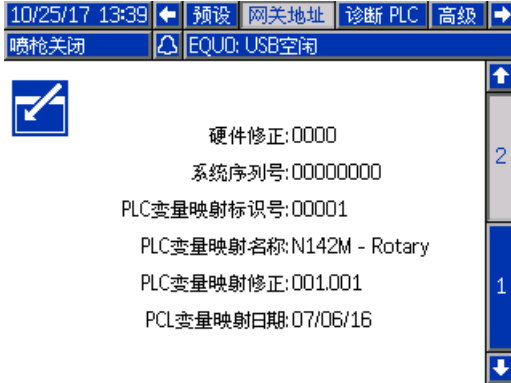 10/25/17 13:39 预设 网关地址 诊断 PLC 高级
喷枪关闭 EQU0: USB空闲
硬件修正:0000
2
系统序列号:00000000
PLC变量映射标识号:00001
PLC变量映射名称:N142M - Rotary
PLC变量映射修正:001.001
1
PCL变量映射日期:07/06/16